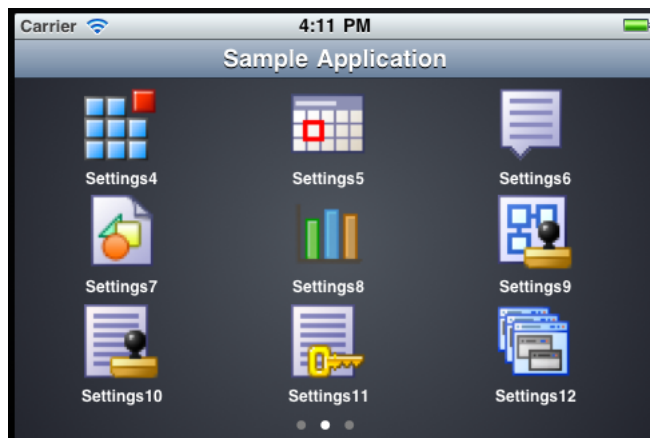 Carrier 4:11 PM
Sample Application
Settings4 Settings5 Settings6
Settings7 Settings8 Settings9
Settings10 Settings11 Settings12